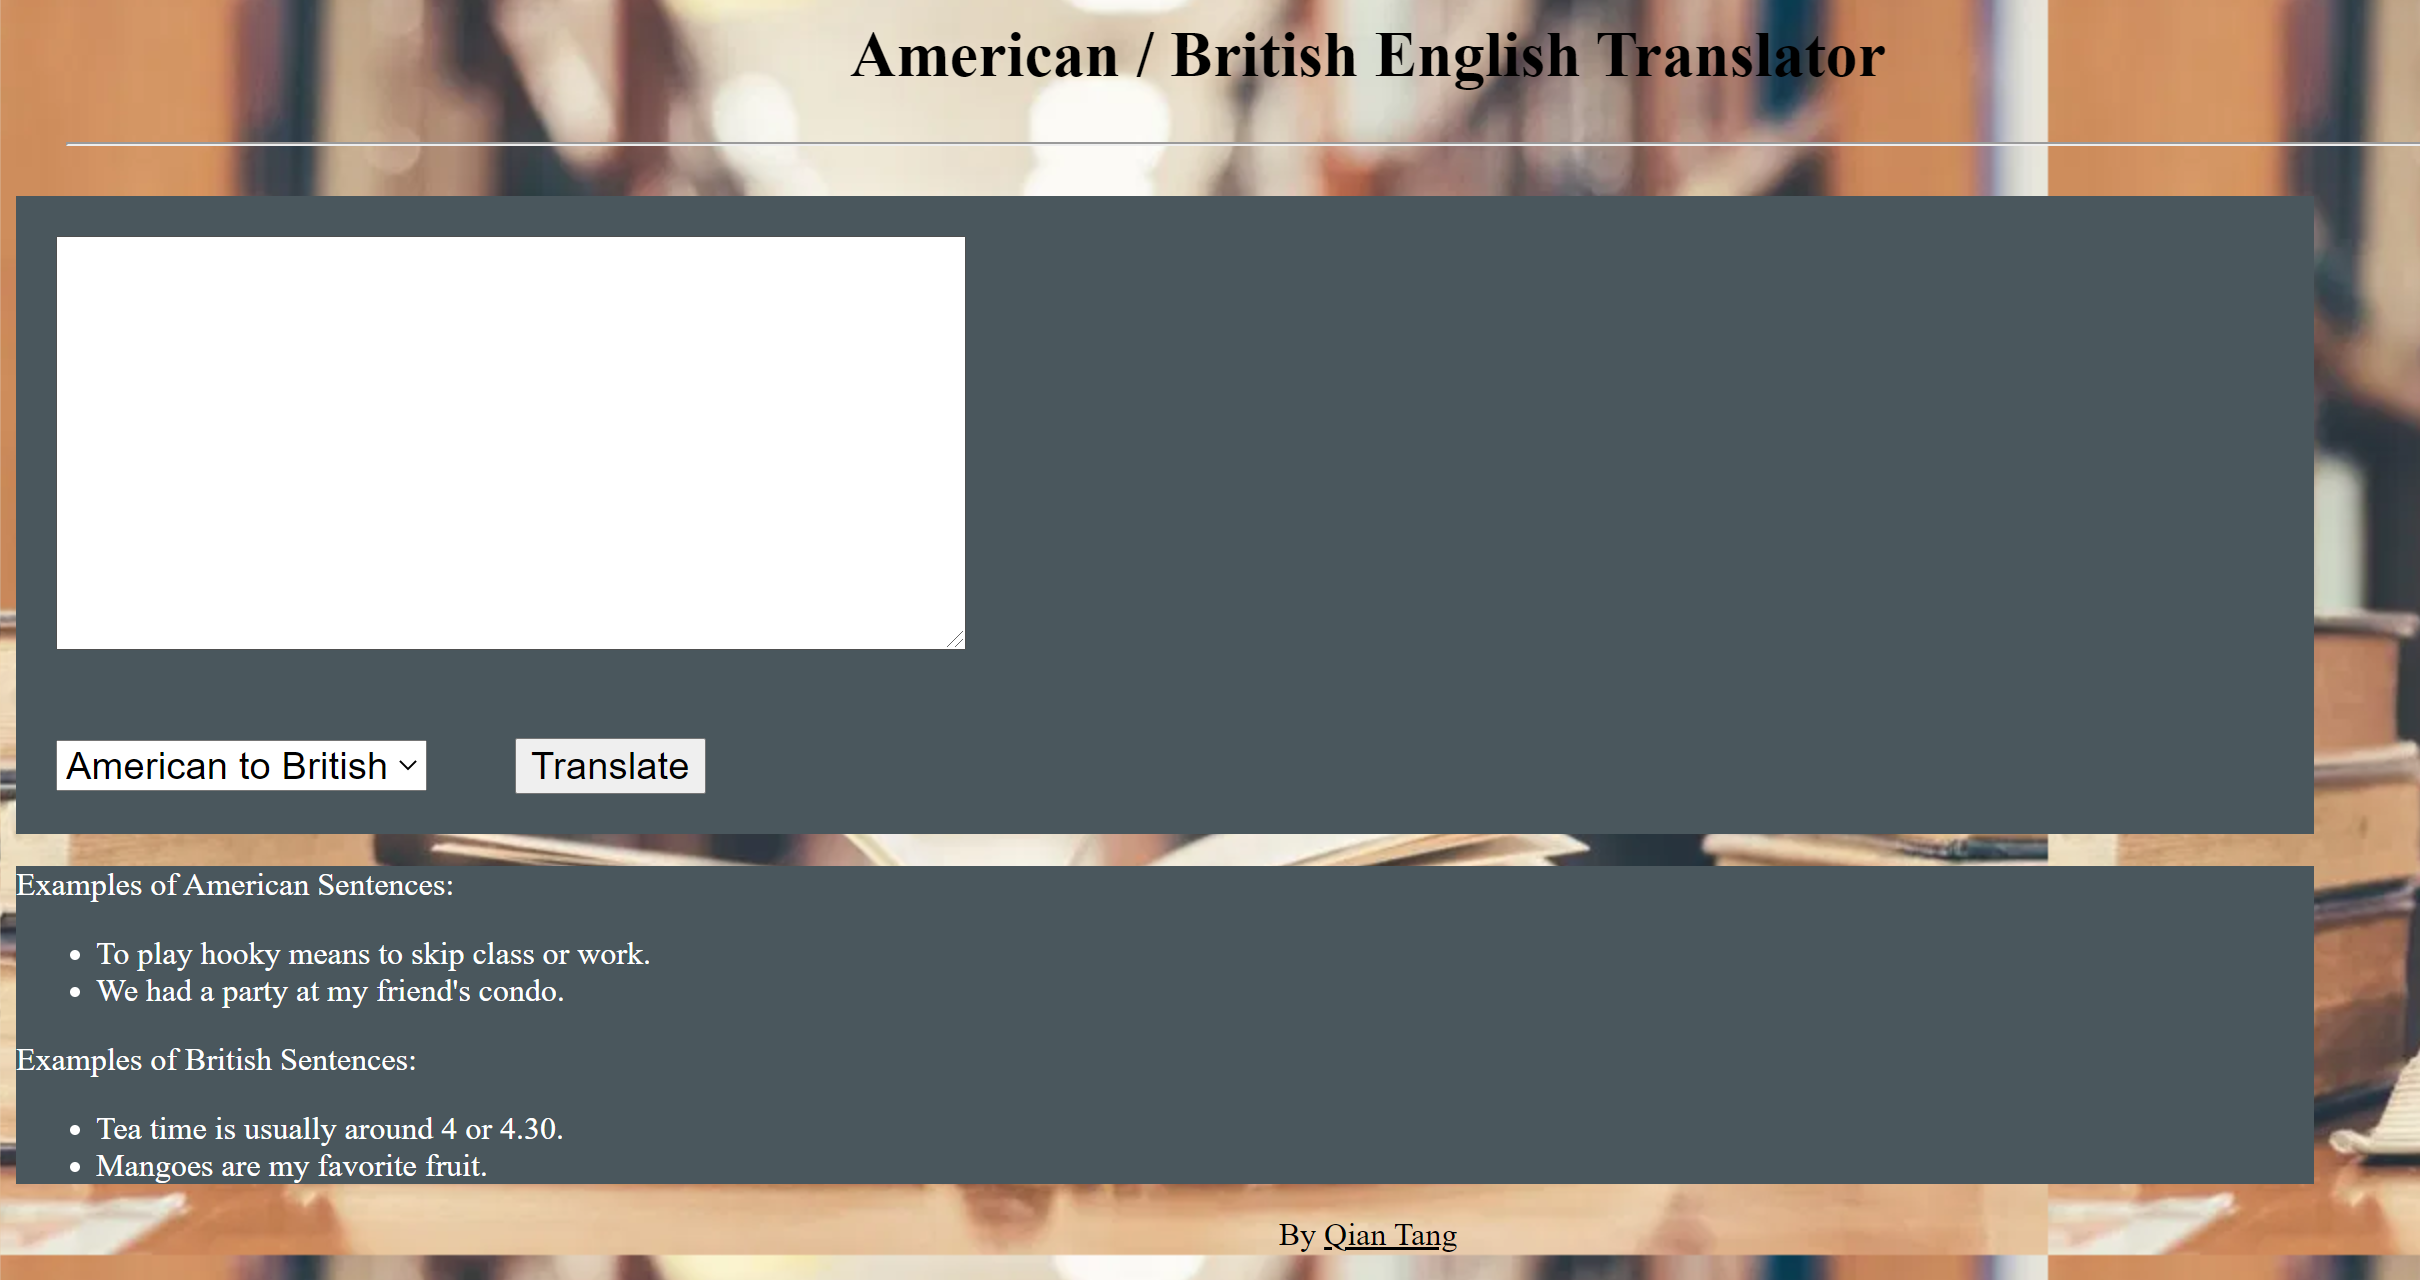 American / British English Translator
American to British
Translate
Examples of American Sentences:
To play hooky means to skip class or work.
We had a party at my friend's condo.
Examples of British Sentences:
Tea time is usually around 4 or 4.30.
Mangoes are my favorite fruit.
By Qian Tang